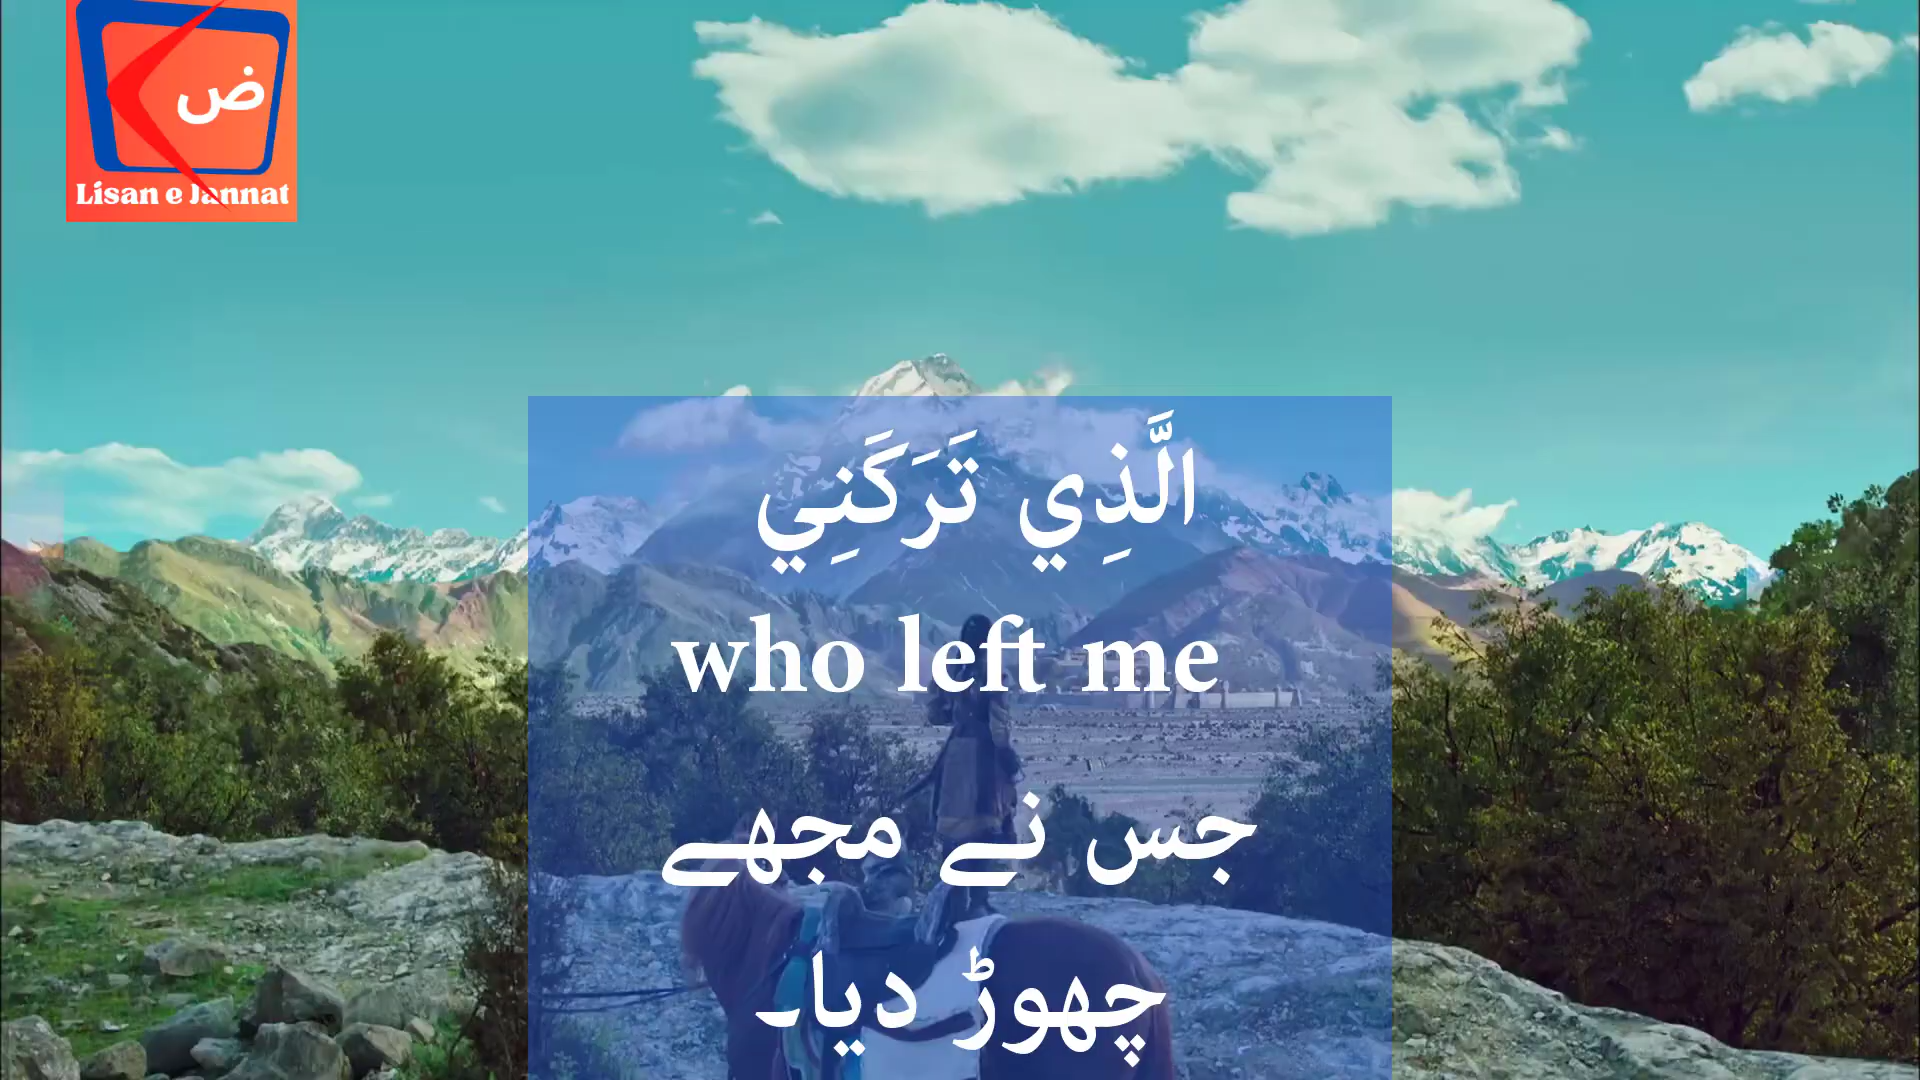 ض
Lisan e Jannat
الَّذِي تَرَكَنِي
who left me
جس نے مجھے
چھوڑ دیا۔